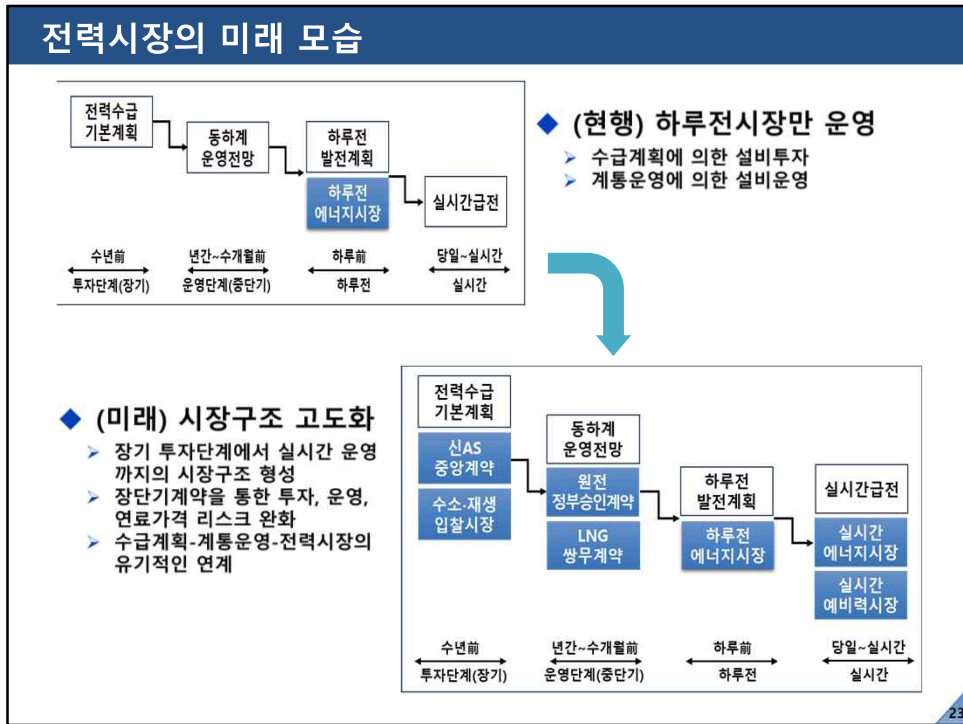 전력시장의 미래 모습
전력수급
기본계획
동하계
운영전망
하루전
발전계획
하루전
에너지시장
실시간급전
수년前
투자단계(장기)
년간~수개월前
운영단계(중단기)
하루前
하루전
당일~실시간
실시간
◆ (현행) 하루전시장만 운영
➢ 수급계획에 의한 설비투자
➢ 계통운영에 의한 설비운영
◆ (미래) 시장구조 고도화
➢ 장기 투자단계에서 실시간 운영
까지의 시장구조 형성
➢ 장단기계약을 통한 투자, 운영,
연료가격 리스크 완화
➢ 수급계획-계통운영-전력시장의
유기적인 연계
전력수급
기본계획
신AS
중앙계약
수소·재생
입찰시장
동하계
운영전망
원전
정부승인계약
LNG
쌍무계약
하루전
발전계획
하루전
에너지시장
실시간급전
실시간
에너지시장
실시간
예비력시장
수년前
투자단계(장기)
년간~수개월前
운영단계(중단기)
하루前
하루전
당일~실시간
실시간
23